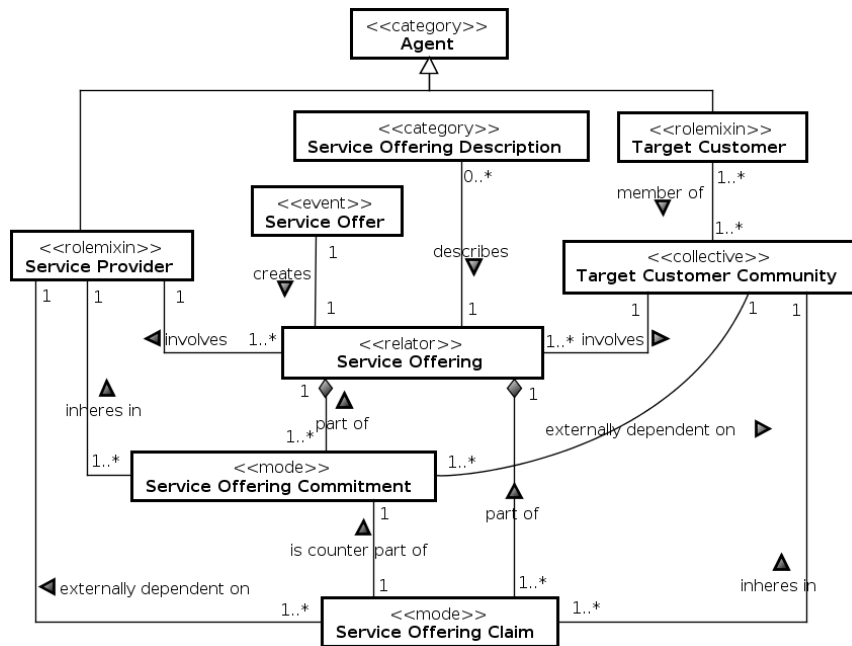 <<category>>
Agent
<<category>>
Service Offering Description
<<rolemixin>>
Target Customer
0..*
1..*
member of
<<event>>
Service Offer
1..*
<<rolemixin>>
Service Provider
1
describes
<<collective>>
Target Customer Community
creates
1 1 1
1
1
1 1 1
involves
1..*
<<relator>>
Service Offering
1..*
involves
1
1
inheres in
part of
1..*
externally dependent on
1..*
<<mode>>
Service Offering Commitment
1..*
1
part of
is counter part of
externally dependent on
1
1..*
inheres in
1..*
<<mode>>
Service Offering Claim
1..*